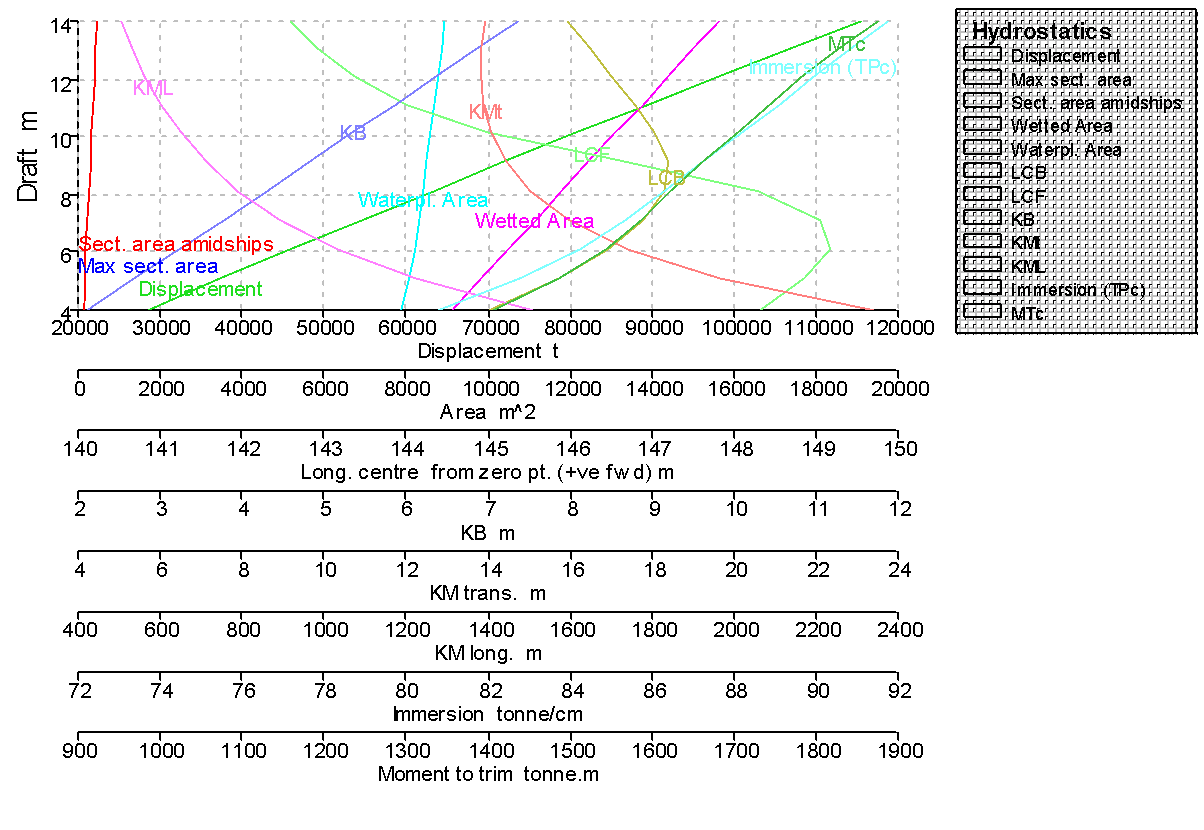 14
12
10
8
6
4
Draft m
KML
KB
KMt
MTc
Immersion (TPc)
LCF
LCB
Waterpl. Area
Wetted Area
Sect. area amidships
Max sect. area
Displacement
20000 30000 40000 50000 60000 70000 80000 90000 100000 110000 120000
Displacement t
0 2000 4000 6000 8000 10000 12000 14000 16000 18000 20000
Area m^2
140 141 142 143 144 145 146 147 148 149 150
Long. centre from zero pt. (+ve fwd) m
2 3 4 5 6 7 8 9 10 11 12
KB m
4 6 8 10 12 14 16 18 20 22 24
KM trans. m
400 600 800 1000 1200 1400 1600 1800 2000 2200 2400
KM long. m
72 74 76 78 80 82 84 86 88 90 92
Immersion tonne/cm
900 1000 1100 1200 1300 1400 1500 1600 1700 1800 1900
Moment to trim tonne.m
Hydrostatics
Displacement
Max sect. area
Sect. area amidships
Wetted Area
Waterpl. Area
LCB
LCF
KB
KMt
KML
Immersion (TPc)
MTc